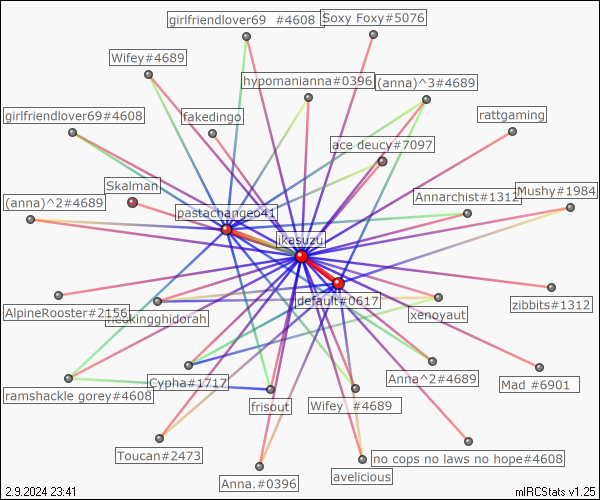 girlfriendlover69 #4608
Soxy Foxy#5076
Wifey#4689
hypomanianna#0396
(anna)^3#4689
girlfriendlover69#4608
fakedingo
rattgaming
ace deucy#7097
Skalman
Annarchist#1312
Mushy#1984
(anna)^2#4689
pastachangeo41
ikasuzu
AlpineRooster#2156
heckingghidorah
default#0617
xenoyaut
zibbits#1312
ramshackle gorey#4608
Cypha#1717
frisout
Wifey #4689
Anna^2#4689
Mad #6901
Toucan#2473
Anna.#0396
avelicious
no cops no laws no hope#4608
2.9.2024 23:41
mIRCStats v1.25